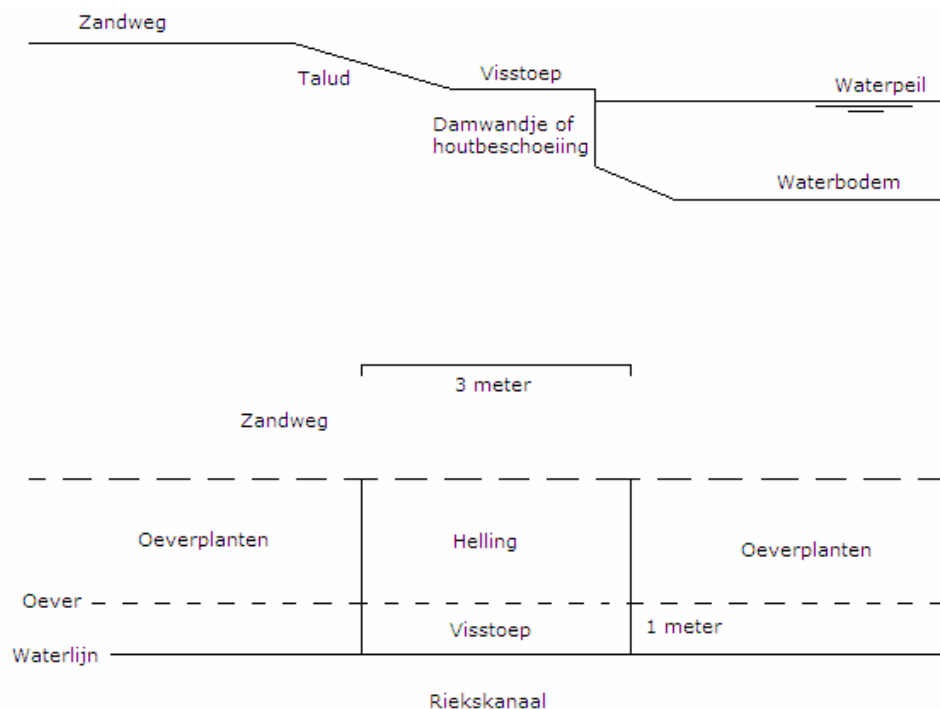 Zandweg
Talud
Visstoep
Waterpeil
Damwandje of
houtbeschoeiing
Waterbodem
3 meter
Zandweg
Oeverplanten
Helling
Oeverplanten
Oever
Visstoep
1 meter
Waterlijn
Riekskanaal